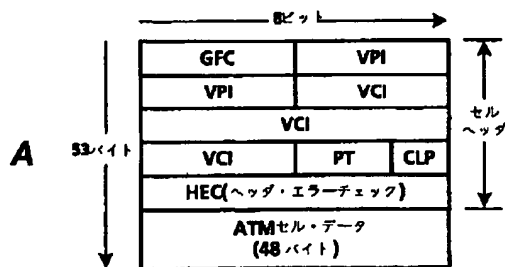 8ビット
GFC VPI
VPI VCI
VCI
VCI PT CLP
HEC(ヘッダ・エラーチェック)
ATMセル・データ
(48バイト)
A
53バイト
セル
ヘッダ